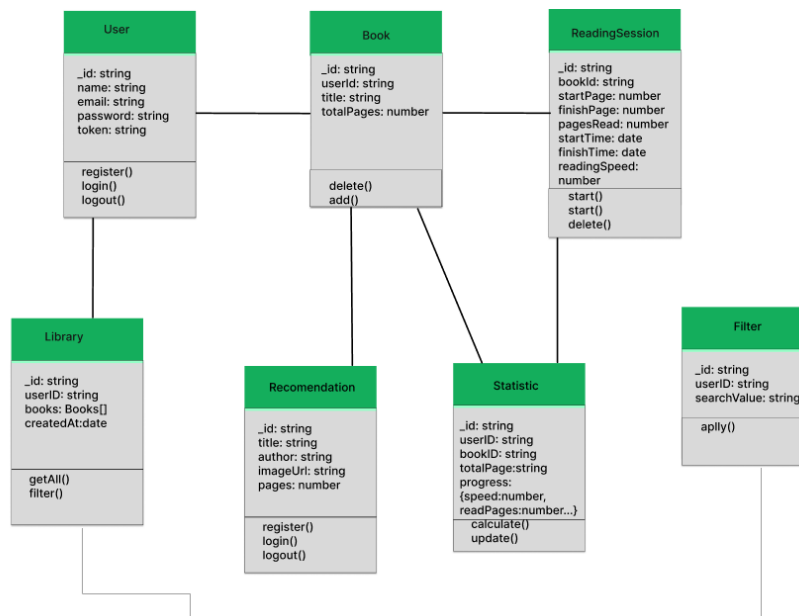 User
_id: string
name: string
email: string
password: string
token: string
register()
login()
logout()
Book
_id: string
userId: string
title: string
totalPages: number
delete()
add()
ReadingSession
_id: string
bookId: string
startPage: number
finishPage: number
pagesRead: number
startTime: date
finishTime: date
readingSpeed:
number
start()
start()
delete()
Library
_id: string
userID: string
books: Books[]
createdAt:date
getAll()
filter()
Recomendation
_id: string
title: string
author: string
imageUrl: string
pages: number
register()
login()
logout()
Statistic
_id: string
userID: string
bookID: string
totalPage:string
progress:
{speed:number,
readPages:number...}
calculate()
update()
Filter
_id: string
userID: string
searchValue: string
aplly()